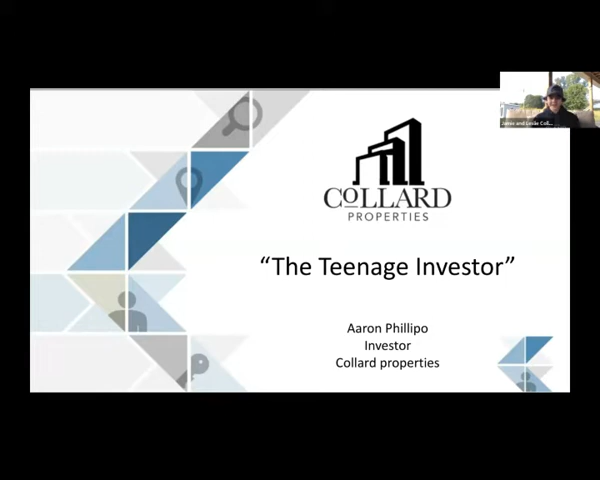 COLLARD
PROPERTIES
“The Teenage Investor”
Aaron Phillipo
Investor
Collard properties